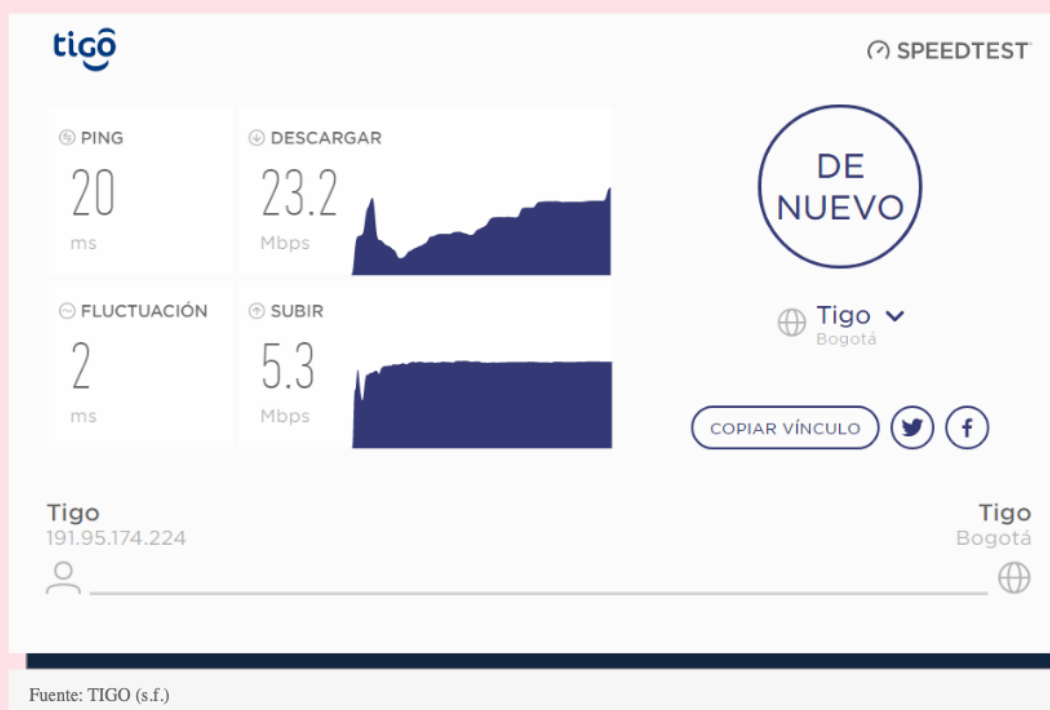 tigo
SPEEDTEST
PING
20
ms
DESCARGAR
23.2
Mbps
DE
NUEVO
FLUCTUACIÓN
2
ms
SUBIR
5.3
Mbps
Tigo
Bogotá
COPIAR VÍNCULO
Tigo
191.95.174.224
Tigo
Bogotá
Fuente: TIGO (s.f.)